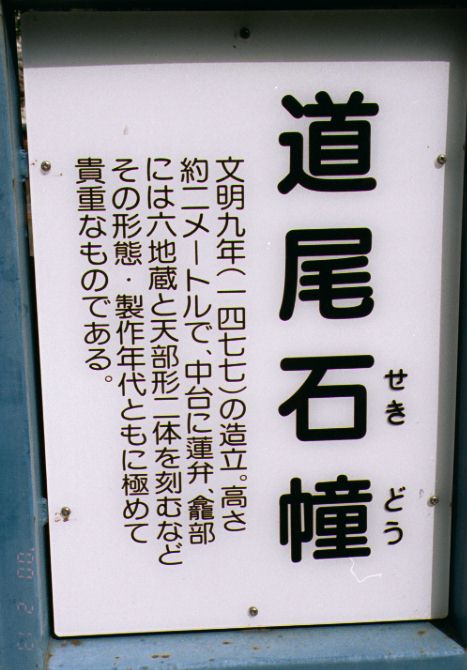 道尾石幢
せき どう
文明九年(一四七七)の造立。高さ
約二メートルで、中台に蓮弁、龕部
には六地蔵と天部形二体を刻むなど
その形態・製作年代ともに極めて
貴重なものである。
'00 2 13